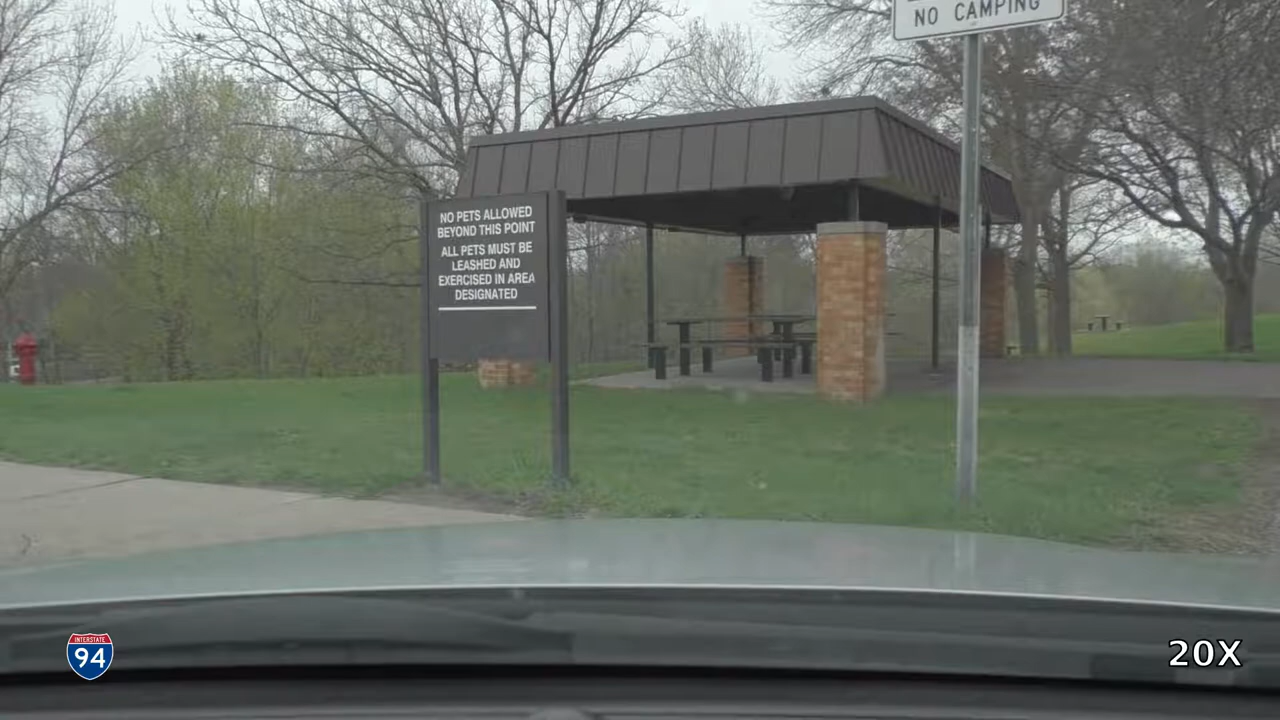 NO CAMPING
NO PETS ALLOWED
BEYOND THIS POINT
ALL PETS MUST BE
LEASHED AND
EXERCISED IN AREA
DESIGNATED
INTERSTATE
94
20X